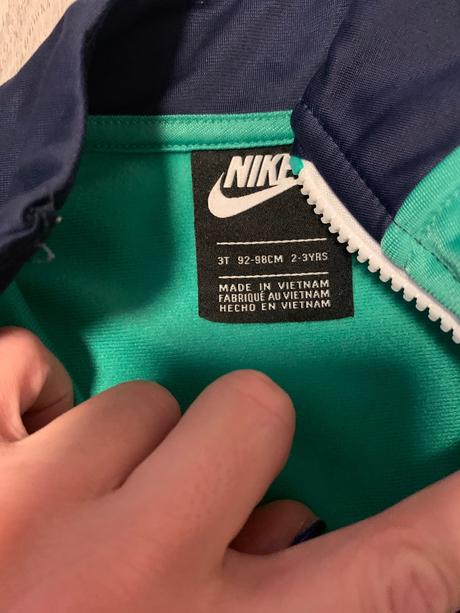 NIKE
3T 92-98CM 2-3YRS
MADE IN VIETNAM
FABRIQUÉ AU VIETNAM
HECHO EN VIETNAM